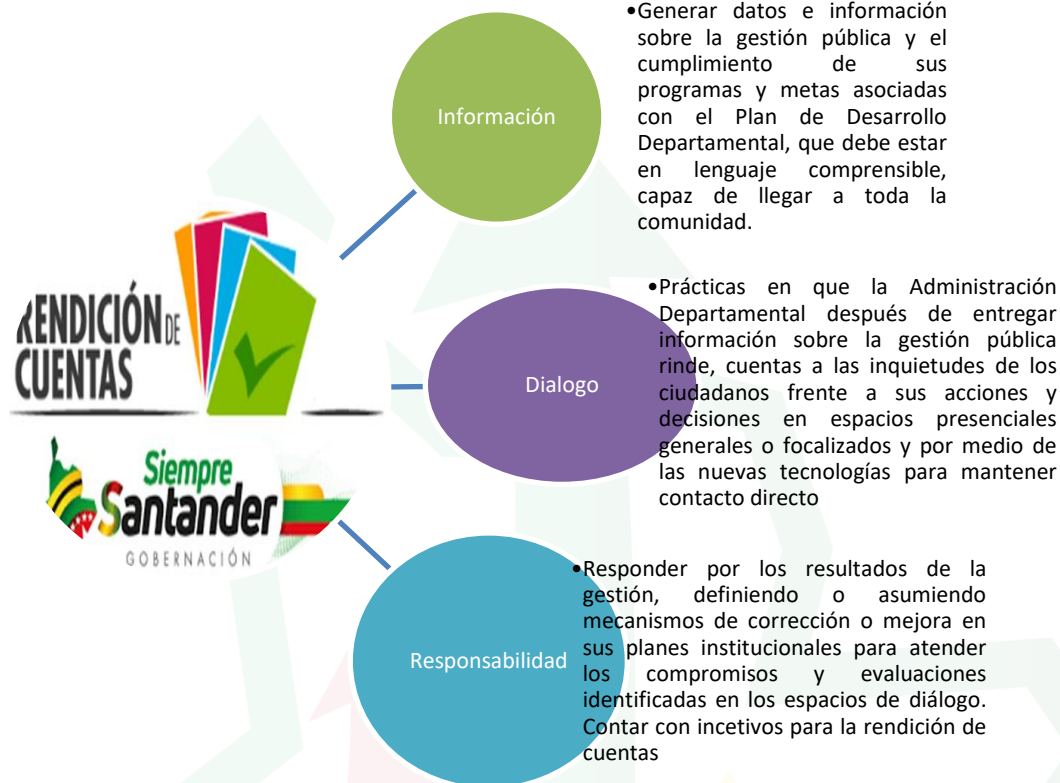 RENDICIÓN DE
CUENTAS
Siempre
Santander
GOBERNACIÓN
Información
•Generar datos e información
sobre la gestión pública y el
cumplimiento de sus
programas y metas asociadas
con el Plan de Desarrollo
Departamental, que debe estar
en lenguaje comprensible,
capaz de llegar a toda la
comunidad.
Dialogo
•Prácticas en que la Administración
Departamental después de entregar
información sobre la gestión pública
rinde, cuentas a las inquietudes de los
ciudadanos frente a sus acciones y
decisiones en espacios presenciales
generales o focalizados y por medio de
las nuevas tecnologías para mantener
contacto directo
Responsabilidad
•Responder por los resultados de la
gestión, definiendo o asumiendo
mecanismos de corrección o mejora en
sus planes institucionales para atender
los compromisos y evaluaciones
identificadas en los espacios de diálogo.
Contar con incetivos para la rendición de
cuentas